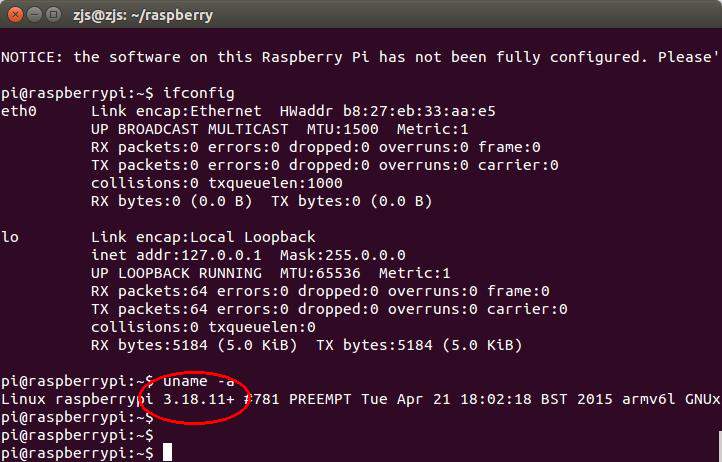 zjs@zjs: ~/raspberry
NOTICE: the software on this Raspberry Pi has not been fully configured. Please'
pi@raspberrypi:~$ ifconfig
eth0      Link encap:Ethernet  HWaddr b8:27:eb:33:aa:e5
          UP BROADCAST MULTICAST  MTU:1500  Metric:1
          RX packets:0 errors:0 dropped:0 overruns:0 frame:0
          TX packets:0 errors:0 dropped:0 overruns:0 carrier:0
          collisions:0 txqueuelen:1000
          RX bytes:0 (0.0 B)  TX bytes:0 (0.0 B)
lo        Link encap:Local Loopback
          inet addr:127.0.0.1  Mask:255.0.0.0
          UP LOOPBACK RUNNING  MTU:65536  Metric:1
          RX packets:64 errors:0 dropped:0 overruns:0 frame:0
          TX packets:64 errors:0 dropped:0 overruns:0 carrier:0
          collisions:0 txqueuelen:0
          RX bytes:5184 (5.0 KiB)  TX bytes:5184 (5.0 KiB)
pi@raspberrypi:~$ uname -a
Linux raspberrypi 3.18.11+ #781 PREEMPT Tue Apr 21 18:02:18 BST 2015 armv6l GNUx
pi@raspberrypi:~$
pi@raspberrypi:~$
pi@raspberrypi:~$